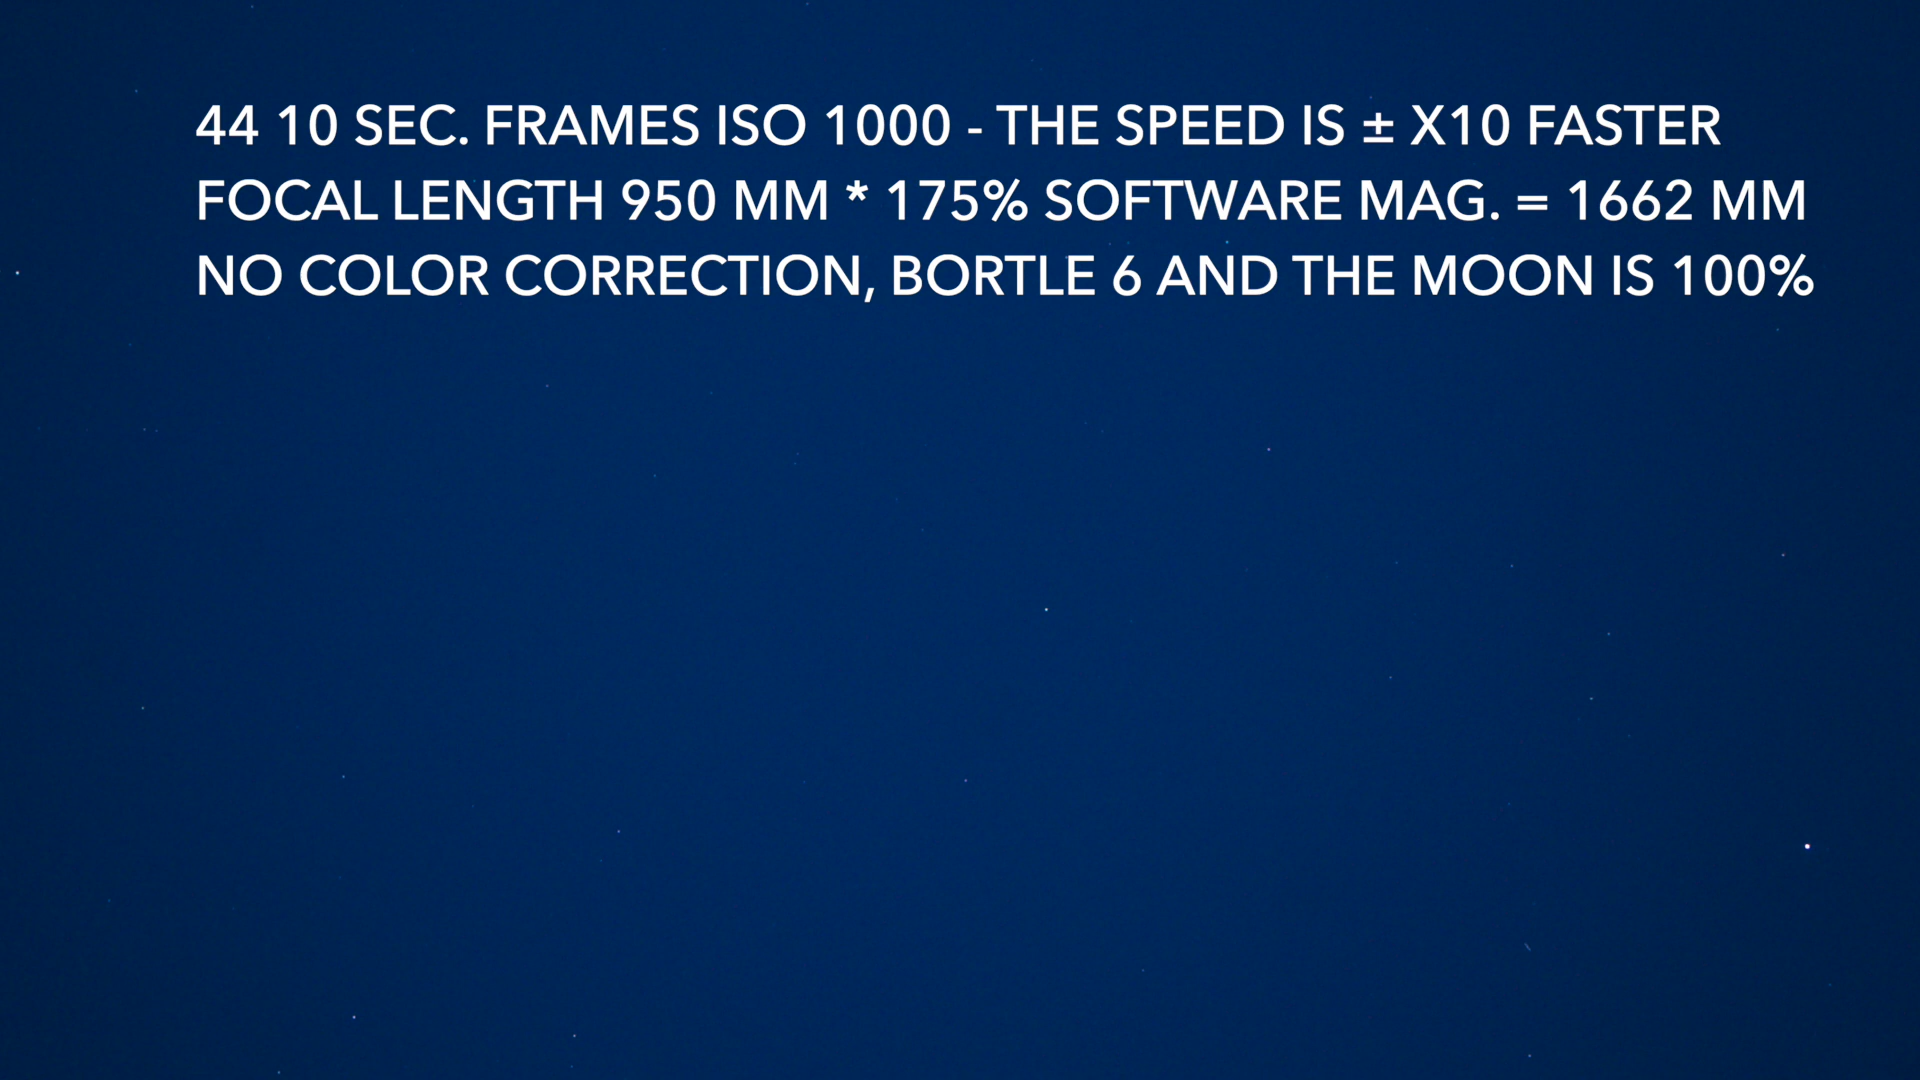 44 10 SEC. FRAMES ISO 1000 - THE SPEED IS ± X10 FASTER
FOCAL LENGTH 950 MM * 175% SOFTWARE MAG. = 1662 MM
NO COLOR CORRECTION, BORTLE 6 AND THE MOON IS 100%